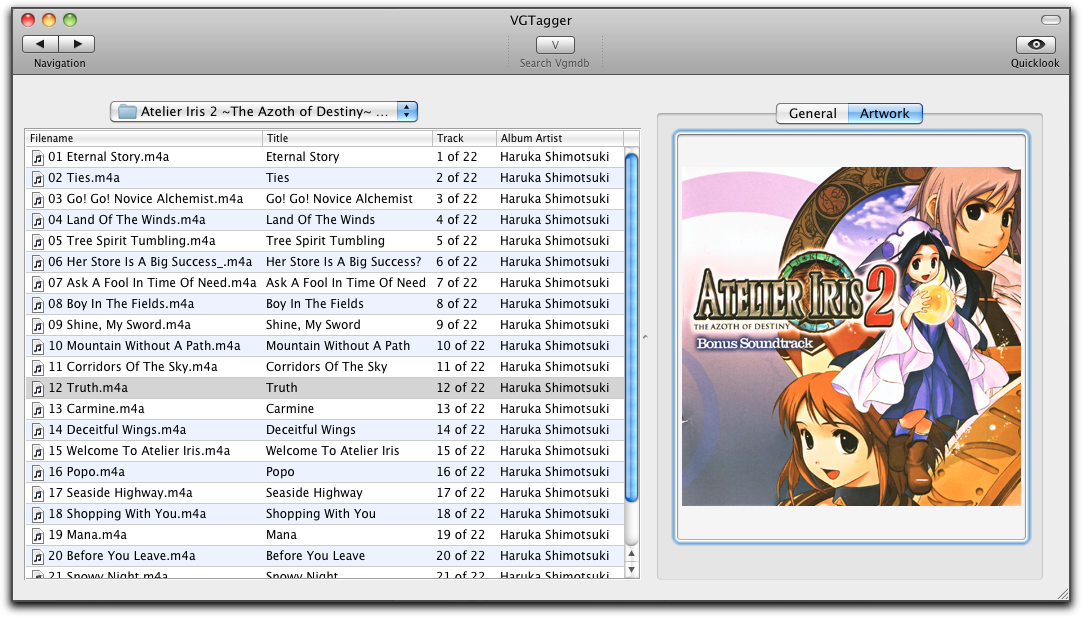 VGTagger
Navigation
V
Search Vgmdb
Quicklook
Atelier Iris 2 ~The Azoth of Destiny~ ...
General Artwork
Filename Title Track Album Artist
01 Eternal Story.m4a Eternal Story 1 of 22 Haruka Shimotsuki
02 Ties.m4a Ties 2 of 22 Haruka Shimotsuki
03 Go! Go! Novice Alchemist.m4a Go! Go! Novice Alchemist 3 of 22 Haruka Shimotsuki
04 Land Of The Winds.m4a Land Of The Winds 4 of 22 Haruka Shimotsuki
05 Tree Spirit Tumbling.m4a Tree Spirit Tumbling 5 of 22 Haruka Shimotsuki
06 Her Store Is A Big Success_.m4a Her Store Is A Big Success? 6 of 22 Haruka Shimotsuki
07 Ask A Fool In Time Of Need.m4a Ask A Fool In Time Of Need 7 of 22 Haruka Shimotsuki
08 Boy In The Fields.m4a Boy In The Fields 8 of 22 Haruka Shimotsuki
09 Shine, My Sword.m4a Shine, My Sword 9 of 22 Haruka Shimotsuki
10 Mountain Without A Path.m4a Mountain Without A Path 10 of 22 Haruka Shimotsuki
11 Corridors Of The Sky.m4a Corridors Of The Sky 11 of 22 Haruka Shimotsuki
12 Truth.m4a Truth 12 of 22 Haruka Shimotsuki
13 Carmine.m4a Carmine 13 of 22 Haruka Shimotsuki
14 Deceitful Wings.m4a Deceitful Wings 14 of 22 Haruka Shimotsuki
15 Welcome To Atelier Iris.m4a Welcome To Atelier Iris 15 of 22 Haruka Shimotsuki
16 Popo.m4a Popo 16 of 22 Haruka Shimotsuki
17 Seaside Highway.m4a Seaside Highway 17 of 22 Haruka Shimotsuki
18 Shopping With You.m4a Shopping With You 18 of 22 Haruka Shimotsuki
19 Mana.m4a Mana 19 of 22 Haruka Shimotsuki
20 Before You Leave.m4a Before You Leave 20 of 22 Haruka Shimotsuki
21 Snowy Night.m4a Snowy Night 21 of 22 Haruka Shimotsuki
ATELIER IRIS 2
THE AZOTH OF DESTINY
Bonus Soundtrack